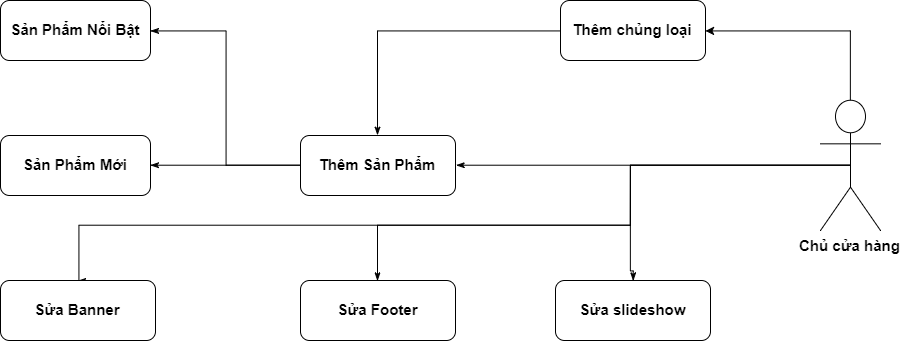 Sản Phẩm Nổi Bật
Thêm chủng loại
Sản Phẩm Mới
Thêm Sản Phẩm
Chủ cửa hàng
Sửa Banner
Sửa Footer
Sửa slideshow